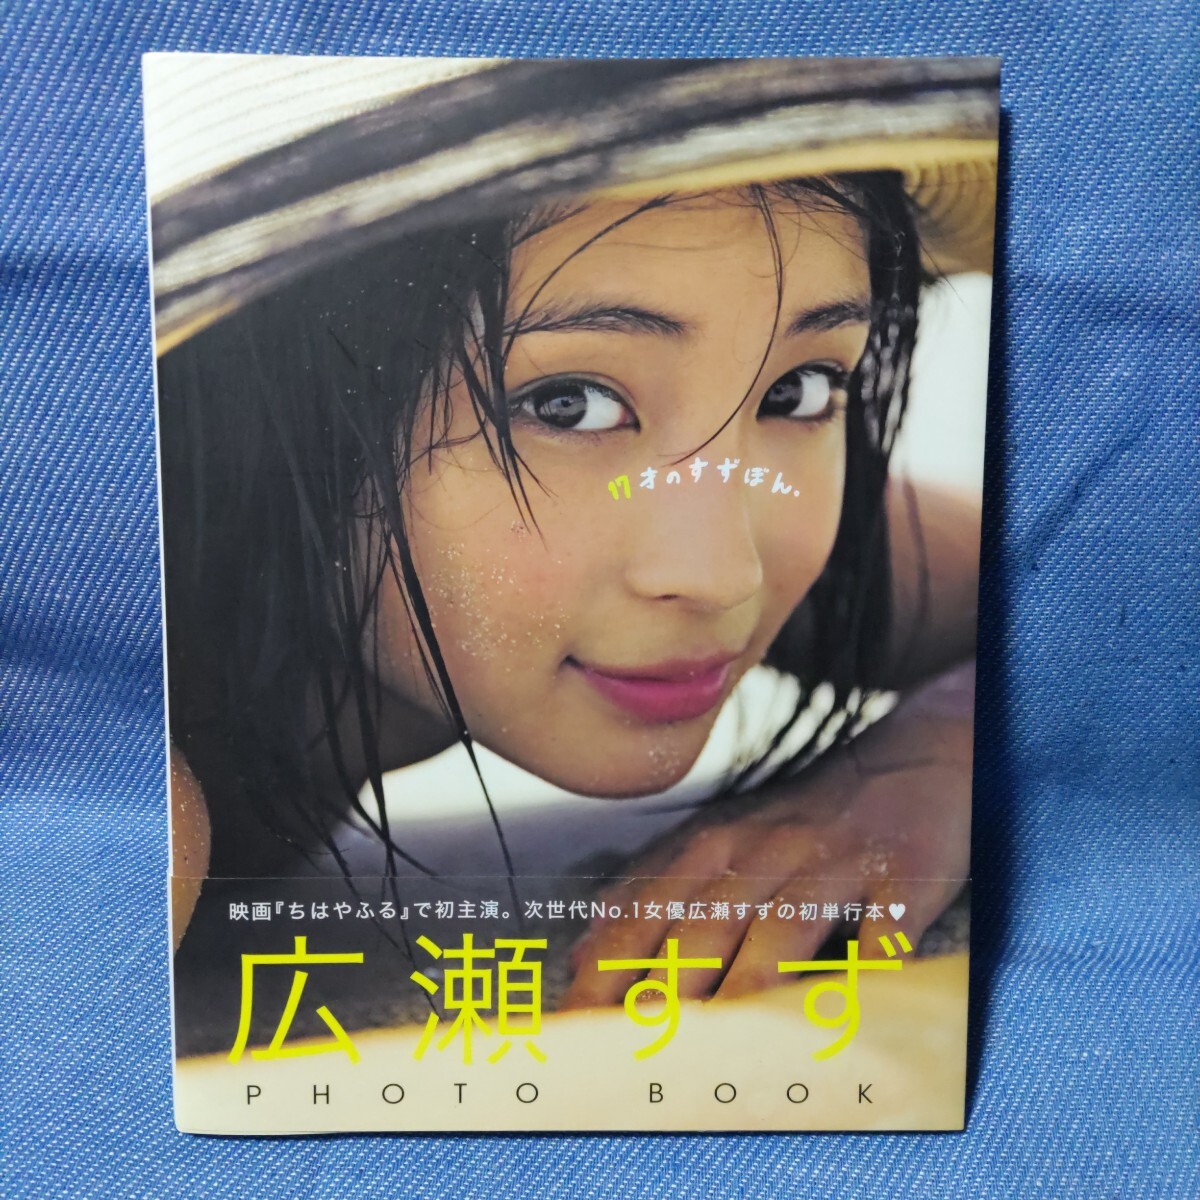 17才のすずぼん。
映画『ちはやふる』で初主演。次世代No.1女優広瀬すずの初単行本♥
広瀬すず
PHOTO BOOK